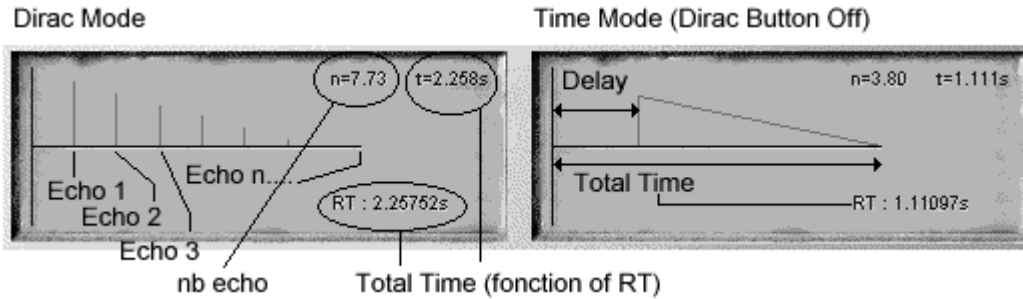 Dirac Mode
Time Mode (Dirac Button Off)
n=7.73 t=2.258s
Echo 1
Echo 2
Echo 3
Echo n....
RT : 2.25752s
nb echo
Total Time (fonction of RT)
Delay
n=3.80 t=1.111s
Total Time
RT : 1.11097s